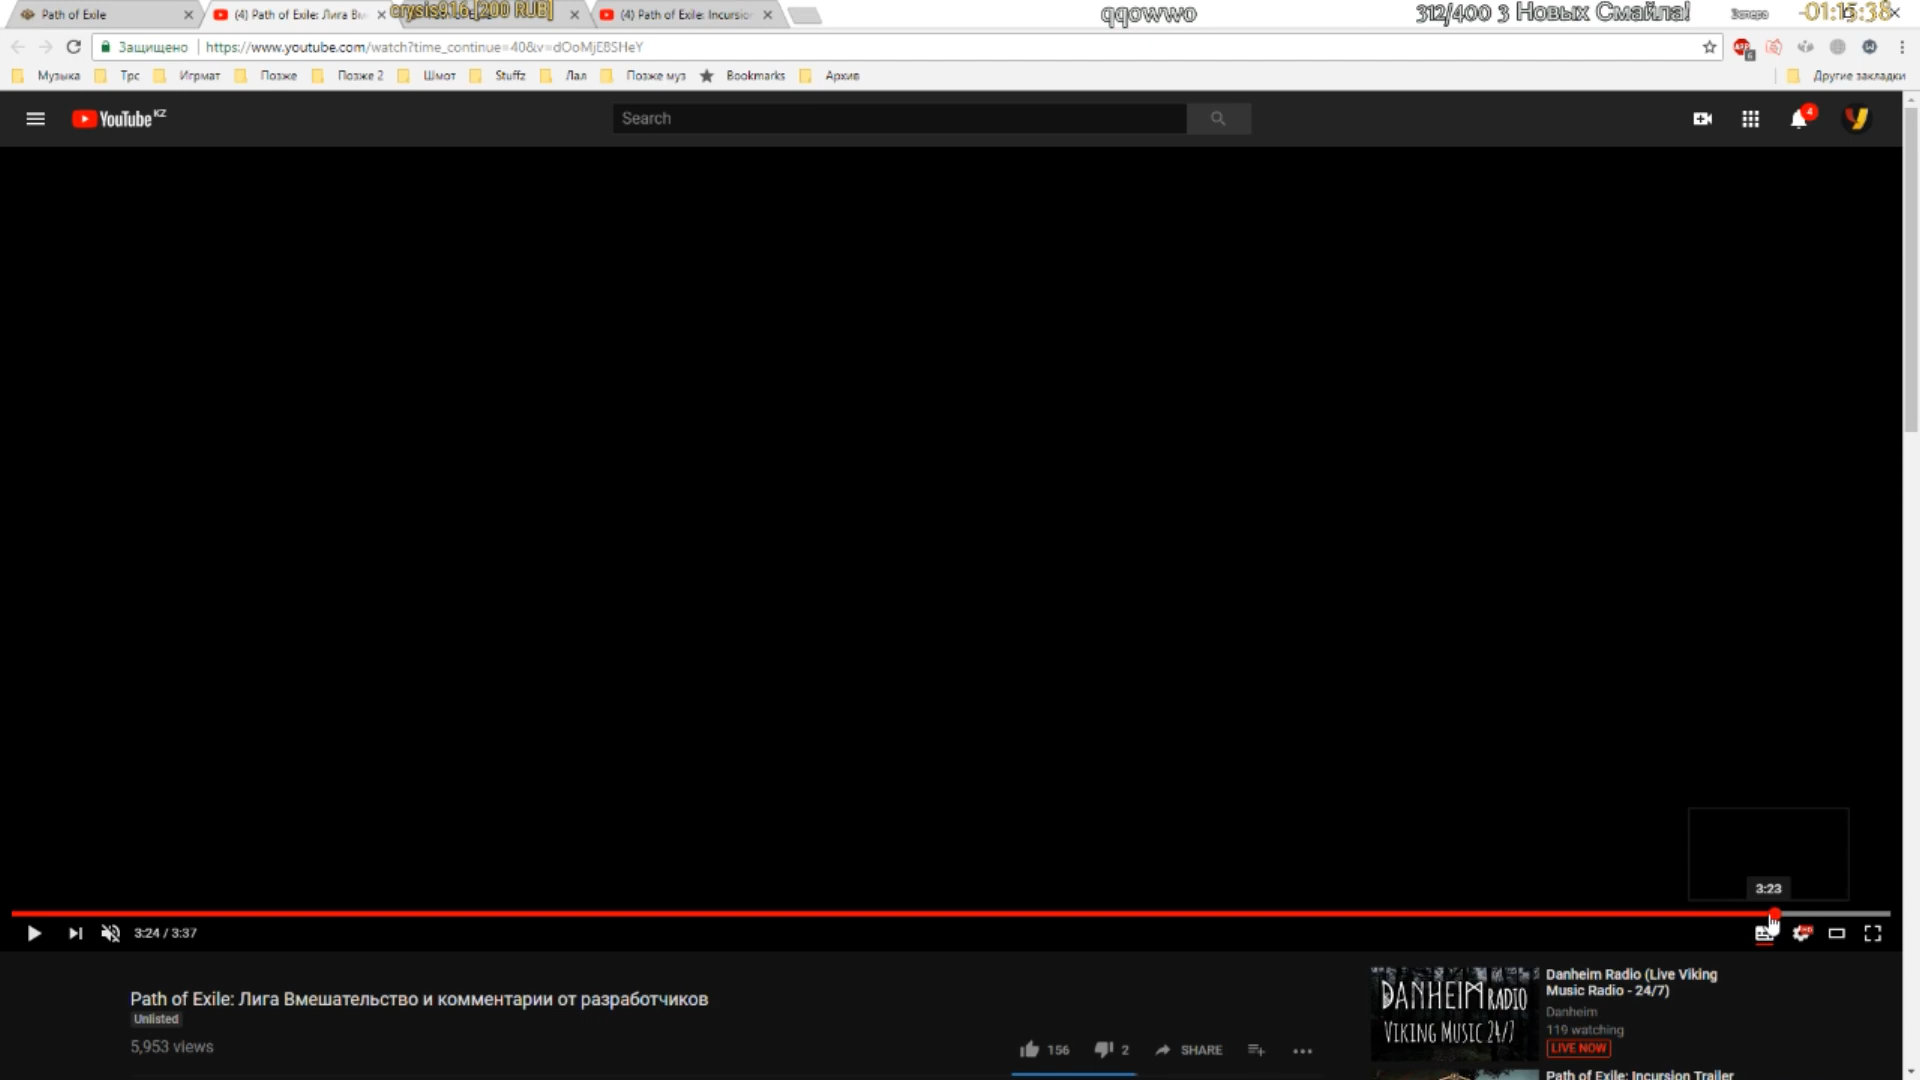 Path of Exile
(4) Path of Exile: Лига Вм
crysis916 [200 RUB]
(4) Path of Exile: Incursion
qqowwo
312/400 3 Новых Смайла!
-01:15:38
Защищено
https://www.youtube.com/watch?time_continue=40&v=dOoMjE8SHeY
Музыка
Трс
Игрмат
Позже
Позже 2
Шмот
Stuffz
Лал
Позже муз
Bookmarks
Архив
Другие закладки
YouTube KZ
Search
4
3:23
3:24 / 3:37
Path of Exile: Лига Вмешательство и комментарии от разработчиков
Unlisted
5,953 views
156
2
SHARE
DANHEIM RADIO
VIKING MUSIC 24/7
Danheim Radio (Live Viking
Music Radio - 24/7)
Danheim
119 watching
LIVE NOW
Path of Exile: Incursion Trailer